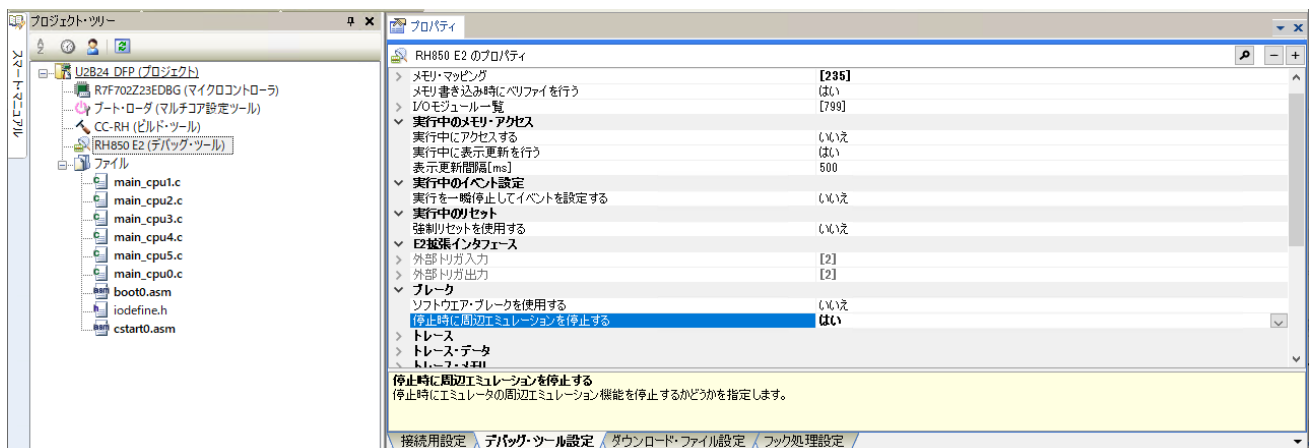 スマート・マニュアル
プロジェクト・ツリー
U2B24_DFP (プロジェクト)
R7F702Z23EDBG (マイクロコントローラ)
ブート・ローダ (マルチコア設定ツール)
CC-RH (ビルド・ツール)
RH850 E2 (デバッグ・ツール)
ファイル
main_cpu1.c
main_cpu2.c
main_cpu3.c
main_cpu4.c
main_cpu5.c
main_cpu0.c
boot0.asm
iodefine.h
cstart0.asm
プロパティ
RH850 E2 のプロパティ
メモリ・マッピング [235]
メモリ書き込み時にベリファイを行う はい
I/Oモジュール一覧 [799]
実行中のメモリ・アクセス
実行中にアクセスする いいえ
実行中に表示更新を行う はい
表示更新間隔[ms] 500
実行中のイベント設定
実行を一瞬停止してイベントを設定する いいえ
実行中のリセット
強制リセットを使用する いいえ
E2拡張インタフェース
外部トリガ入力 [2]
外部トリガ出力 [2]
ブレーク
ソフトウエア・ブレークを使用する いいえ
停止時に周辺エミュレーションを停止する はい
トレース
トレース・データ
トレース・メモリ
停止時に周辺エミュレーションを停止する
停止時にエミュレータの周辺エミュレーション機能を停止するかどうかを指定します。
接続用設定 デバッグ・ツール設定 ダウンロード・ファイル設定 フック処理設定